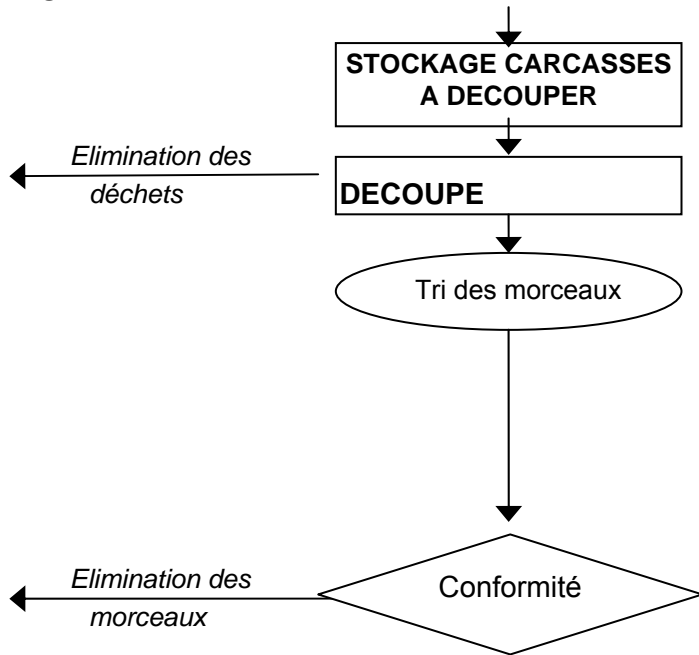 STOCKAGE CARCASSES
A DECOUPER
Elimination des
déchets
DECOUPE
Tri des morceaux
Conformité
Elimination des
morceaux